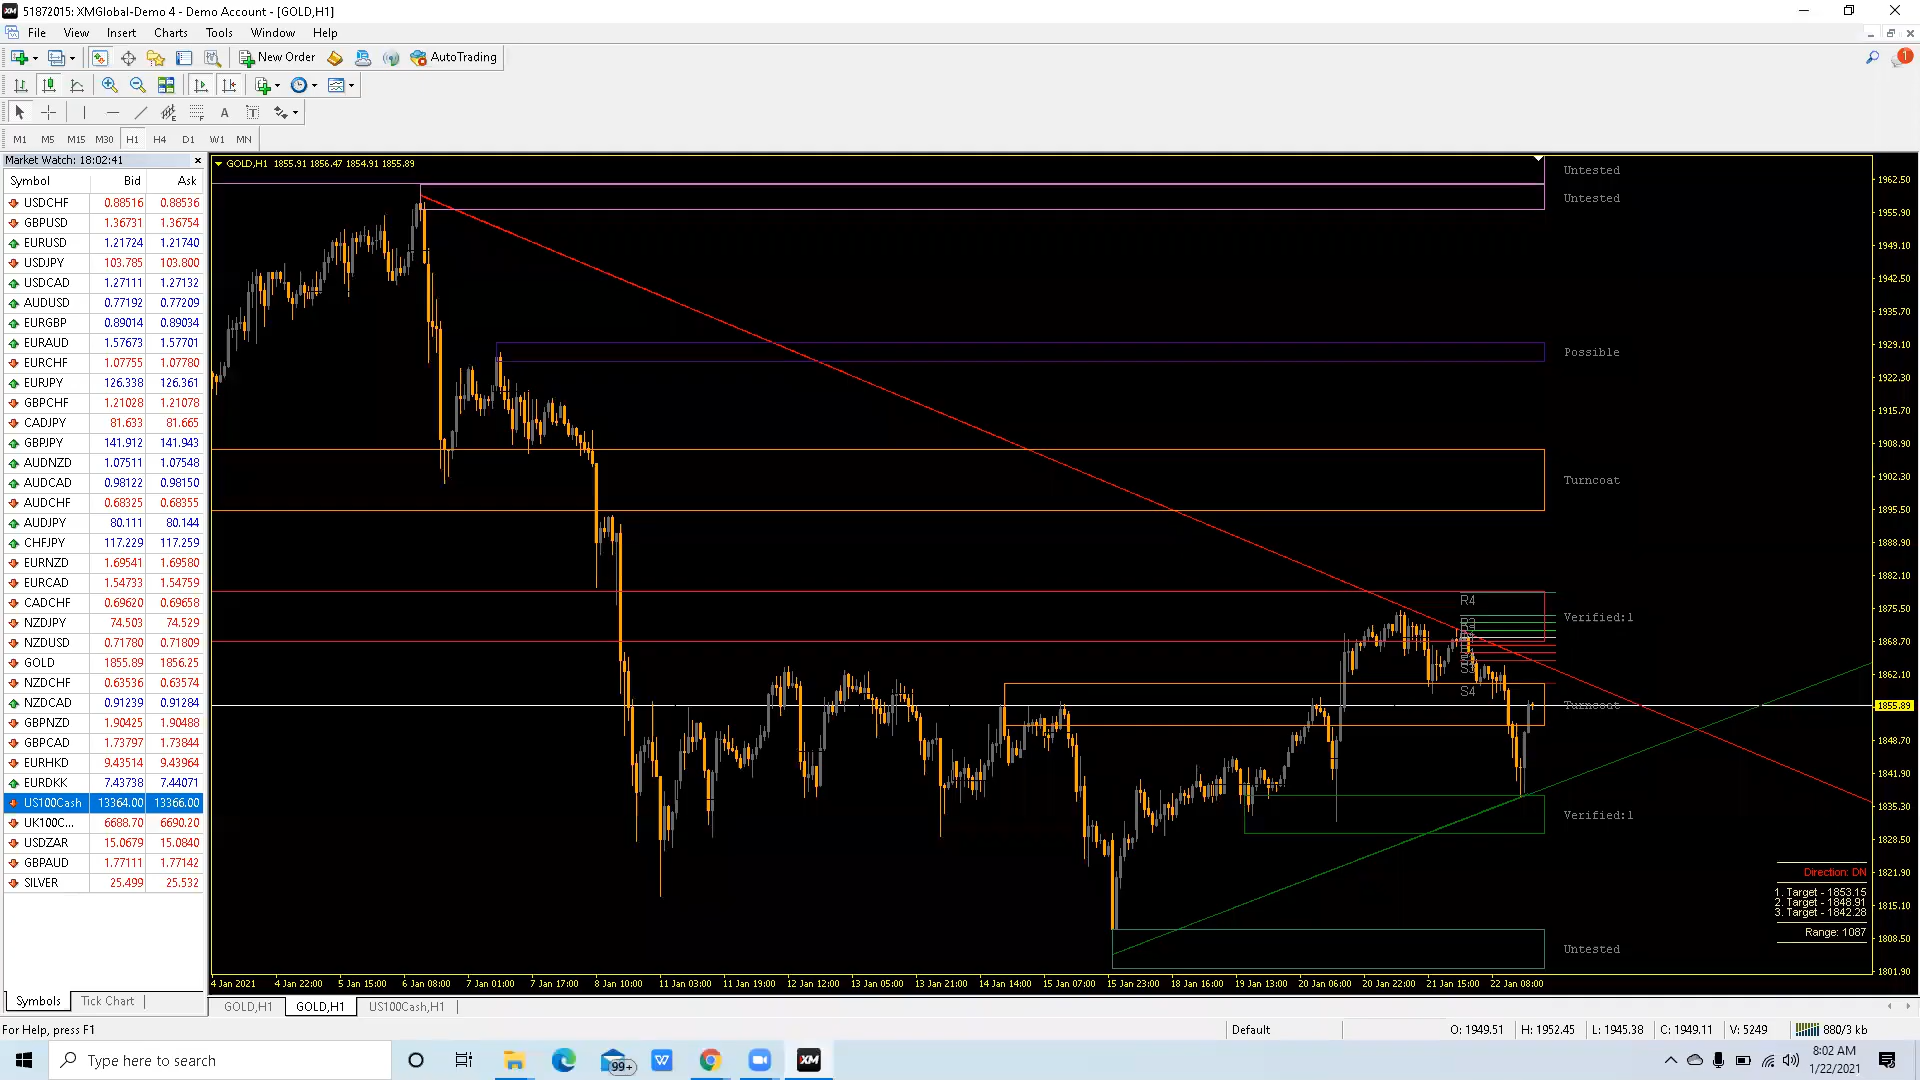 51872015: XMGlobal-Demo 4 - Demo Account - [GOLD,H1]
File View Insert Charts Tools Window Help
New Order AutoTrading
1
M1 M5 M15 M30 H1 H4 D1 W1 MN
Market Watch: 18:02:41
Symbol Bid Ask
USDCHF 0.88516 0.88536
GBPUSD 1.36731 1.36754
EURUSD 1.21724 1.21740
USDJPY 103.785 103.800
USDCAD 1.27111 1.27132
AUDUSD 0.77192 0.77209
EURGBP 0.89014 0.89034
EURAUD 1.57673 1.57701
EURCHF 1.07755 1.07780
EURJPY 126.338 126.361
GBPCHF 1.21028 1.21078
CADJPY 81.633 81.665
GBPJPY 141.912 141.943
AUDNZD 1.07511 1.07548
AUDCAD 0.98122 0.98150
AUDCHF 0.68325 0.68355
AUDJPY 80.111 80.144
CHFJPY 117.229 117.259
EURNZD 1.69541 1.69580
EURCAD 1.54733 1.54759
CADCHF 0.69620 0.69658
NZDJPY 74.503 74.529
NZDUSD 0.71780 0.71809
GOLD 1855.89 1856.25
NZDCHF 0.63536 0.63574
NZDCAD 0.91239 0.91284
GBPNZD 1.90425 1.90488
GBPCAD 1.73797 1.73844
EURHKD 9.43514 9.43964
EURDKK 7.43738 7.44071
US100Cash 13364.00 13366.00
UK100C... 6688.70 6690.20
USDZAR 15.0679 15.0840
GBPAUD 1.77111 1.77142
SILVER 25.499 25.532
Symbols Tick Chart
GOLD,H1 1855.91 1856.47 1854.91 1855.89
Untested
Untested
Possible
Turncoat
R4
Verified:1
S4
Turncoat
Verified:1
Untested
Direction: DN
1. Target - 1853.15
2. Target - 1848.91
3. Target - 1842.28
Range: 1087
1962.50
1955.90
1949.10
1942.50
1935.70
1929.10
1922.30
1915.70
1908.90
1902.30
1895.50
1888.90
1882.10
1875.50
1868.70
1862.10
1855.89
1848.70
1841.90
1835.30
1828.50
1821.90
1815.10
1808.50
1801.90
4 Jan 2021 4 Jan 22:00 5 Jan 15:00 6 Jan 08:00 7 Jan 01:00 7 Jan 17:00 8 Jan 10:00 11 Jan 03:00 11 Jan 19:00 12 Jan 12:00 13 Jan 05:00 13 Jan 21:00 14 Jan 14:00 15 Jan 07:00 15 Jan 23:00 18 Jan 16:00 19 Jan 13:00 20 Jan 06:00 20 Jan 22:00 21 Jan 15:00 22 Jan 08:00
GOLD,H1 GOLD,H1 US100Cash,H1
For Help, press F1 Default O: 1949.51 H: 1952.45 L: 1945.38 C: 1949.11 V: 5249 880/3 kb
Type here to search 99+ XM 8:02 AM
1/22/2021